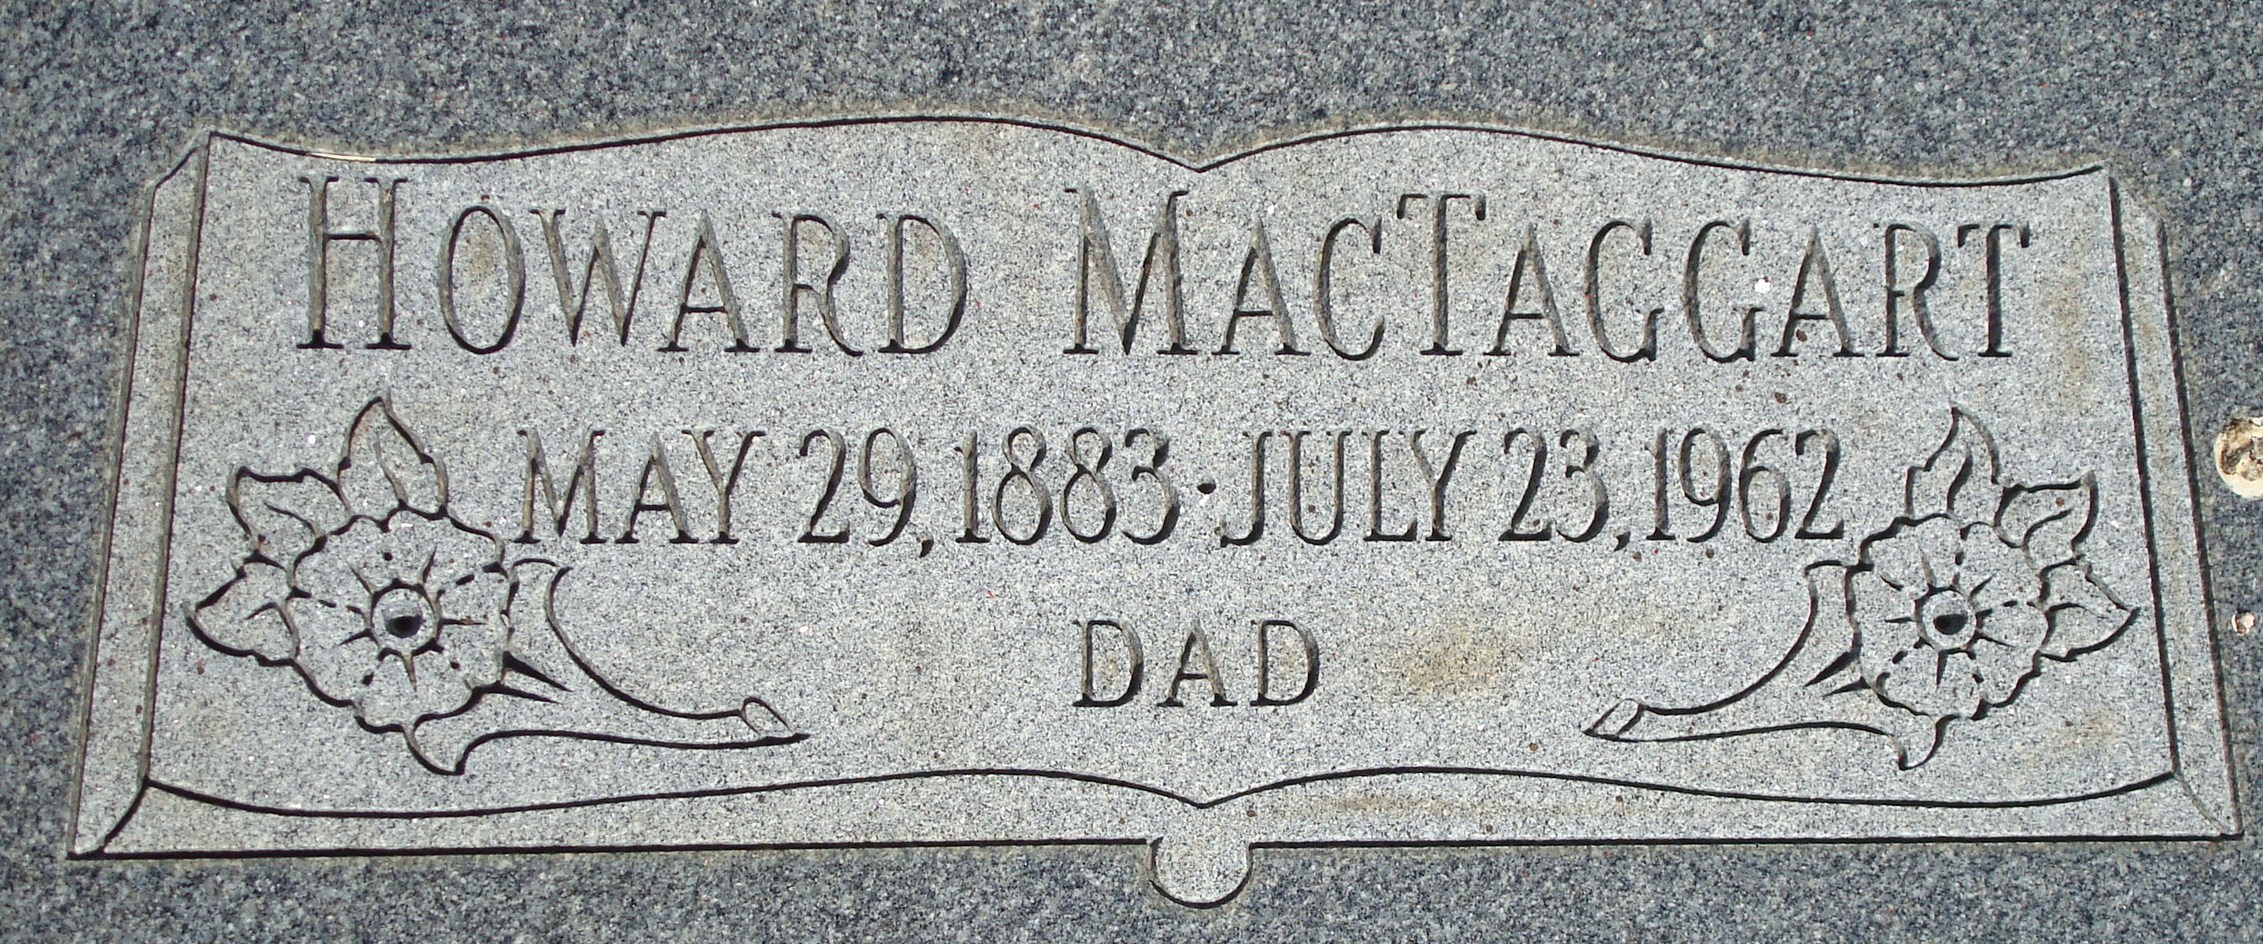 Howard MacTaggart
May 29, 1883 · July 23, 1962
Dad